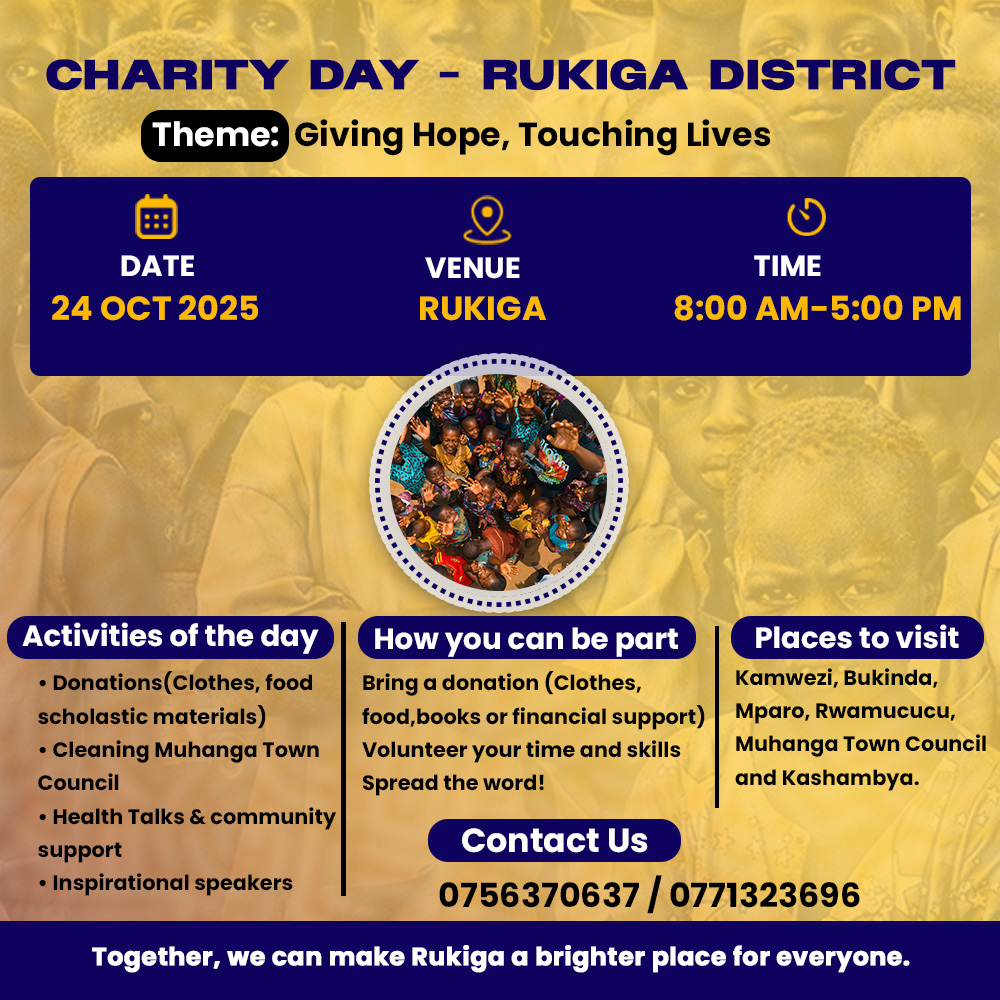 CHARITY DAY - RUKIGA DISTRICT
Theme: Giving Hope, Touching Lives
DATE
24 OCT 2025
VENUE
RUKIGA
TIME
8:00 AM-5:00 PM
Activities of the day
• Donations(Clothes, food
scholastic materials)
• Cleaning Muhanga Town
Council
• Health Talks & community
support
• Inspirational speakers
How you can be part
Bring a donation (Clothes,
food,books or financial support)
Volunteer your time and skills
Spread the word!
Places to visit
Kamwezi, Bukinda,
Mparo, Rwamucucu,
Muhanga Town Council
and Kashambya.
Contact Us
0756370637 / 0771323696
Together, we can make Rukiga a brighter place for everyone.